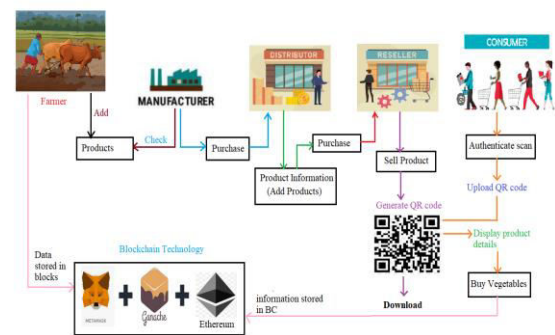 DISTRIBUTOR
RESELLER
CONSUMER
Farmer
MANUFACTURER
Add
Check
Products
Purchase
Purchase
Product Information
(Add Products)
Sell Product
Authenticate scan
Upload QR code
Generate QR code
Display product
details
Download
Buy Vegetables
Data
stored in
blocks
Blockchain Technology
METAMASK
Ganache
Ethereum
information stored
in BC